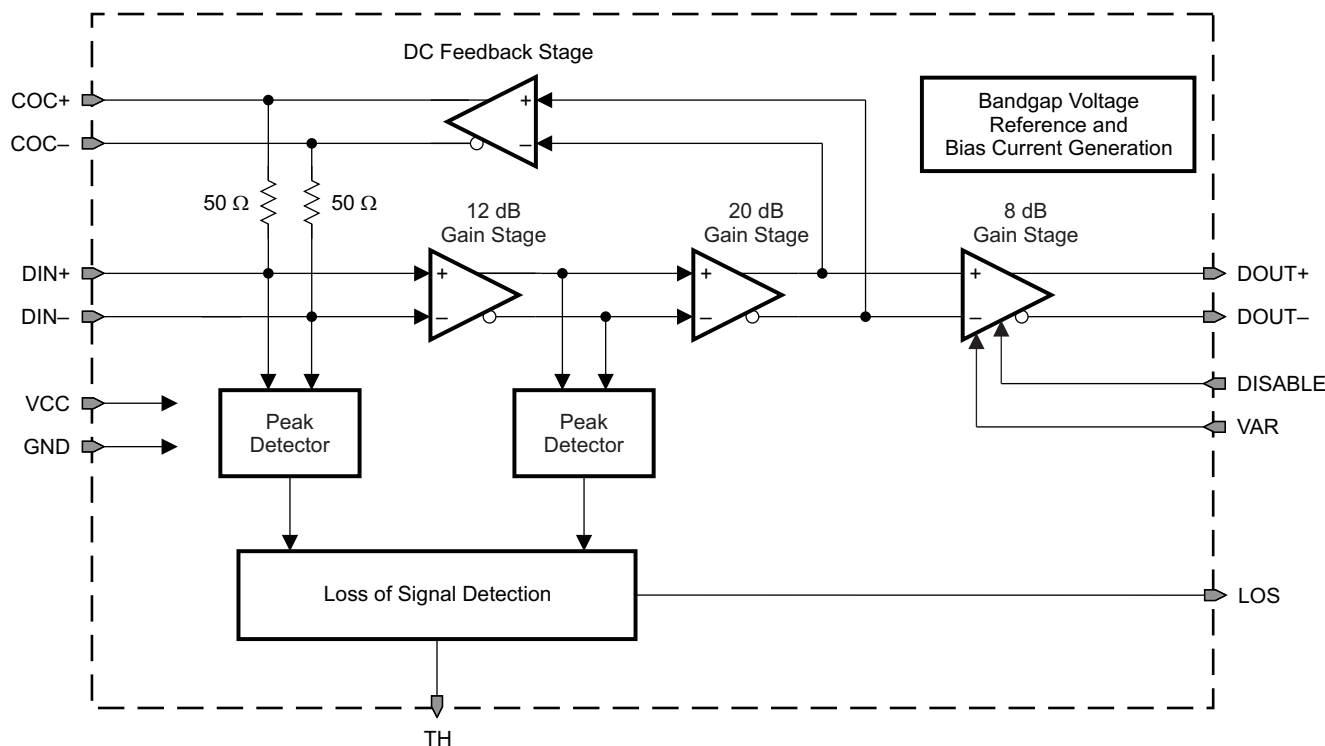 DC Feedback Stage
COC+
COC–
+
–
Bandgap Voltage
Reference and
Bias Current Generation
50 Ω
50 Ω
12 dB
Gain Stage
20 dB
Gain Stage
8 dB
Gain Stage
DIN+
DIN–
+
–
+
–
+
–
DOUT+
DOUT–
VCC
GND
Peak
Detector
Peak
Detector
DISABLE
VAR
Loss of Signal Detection
LOS
TH